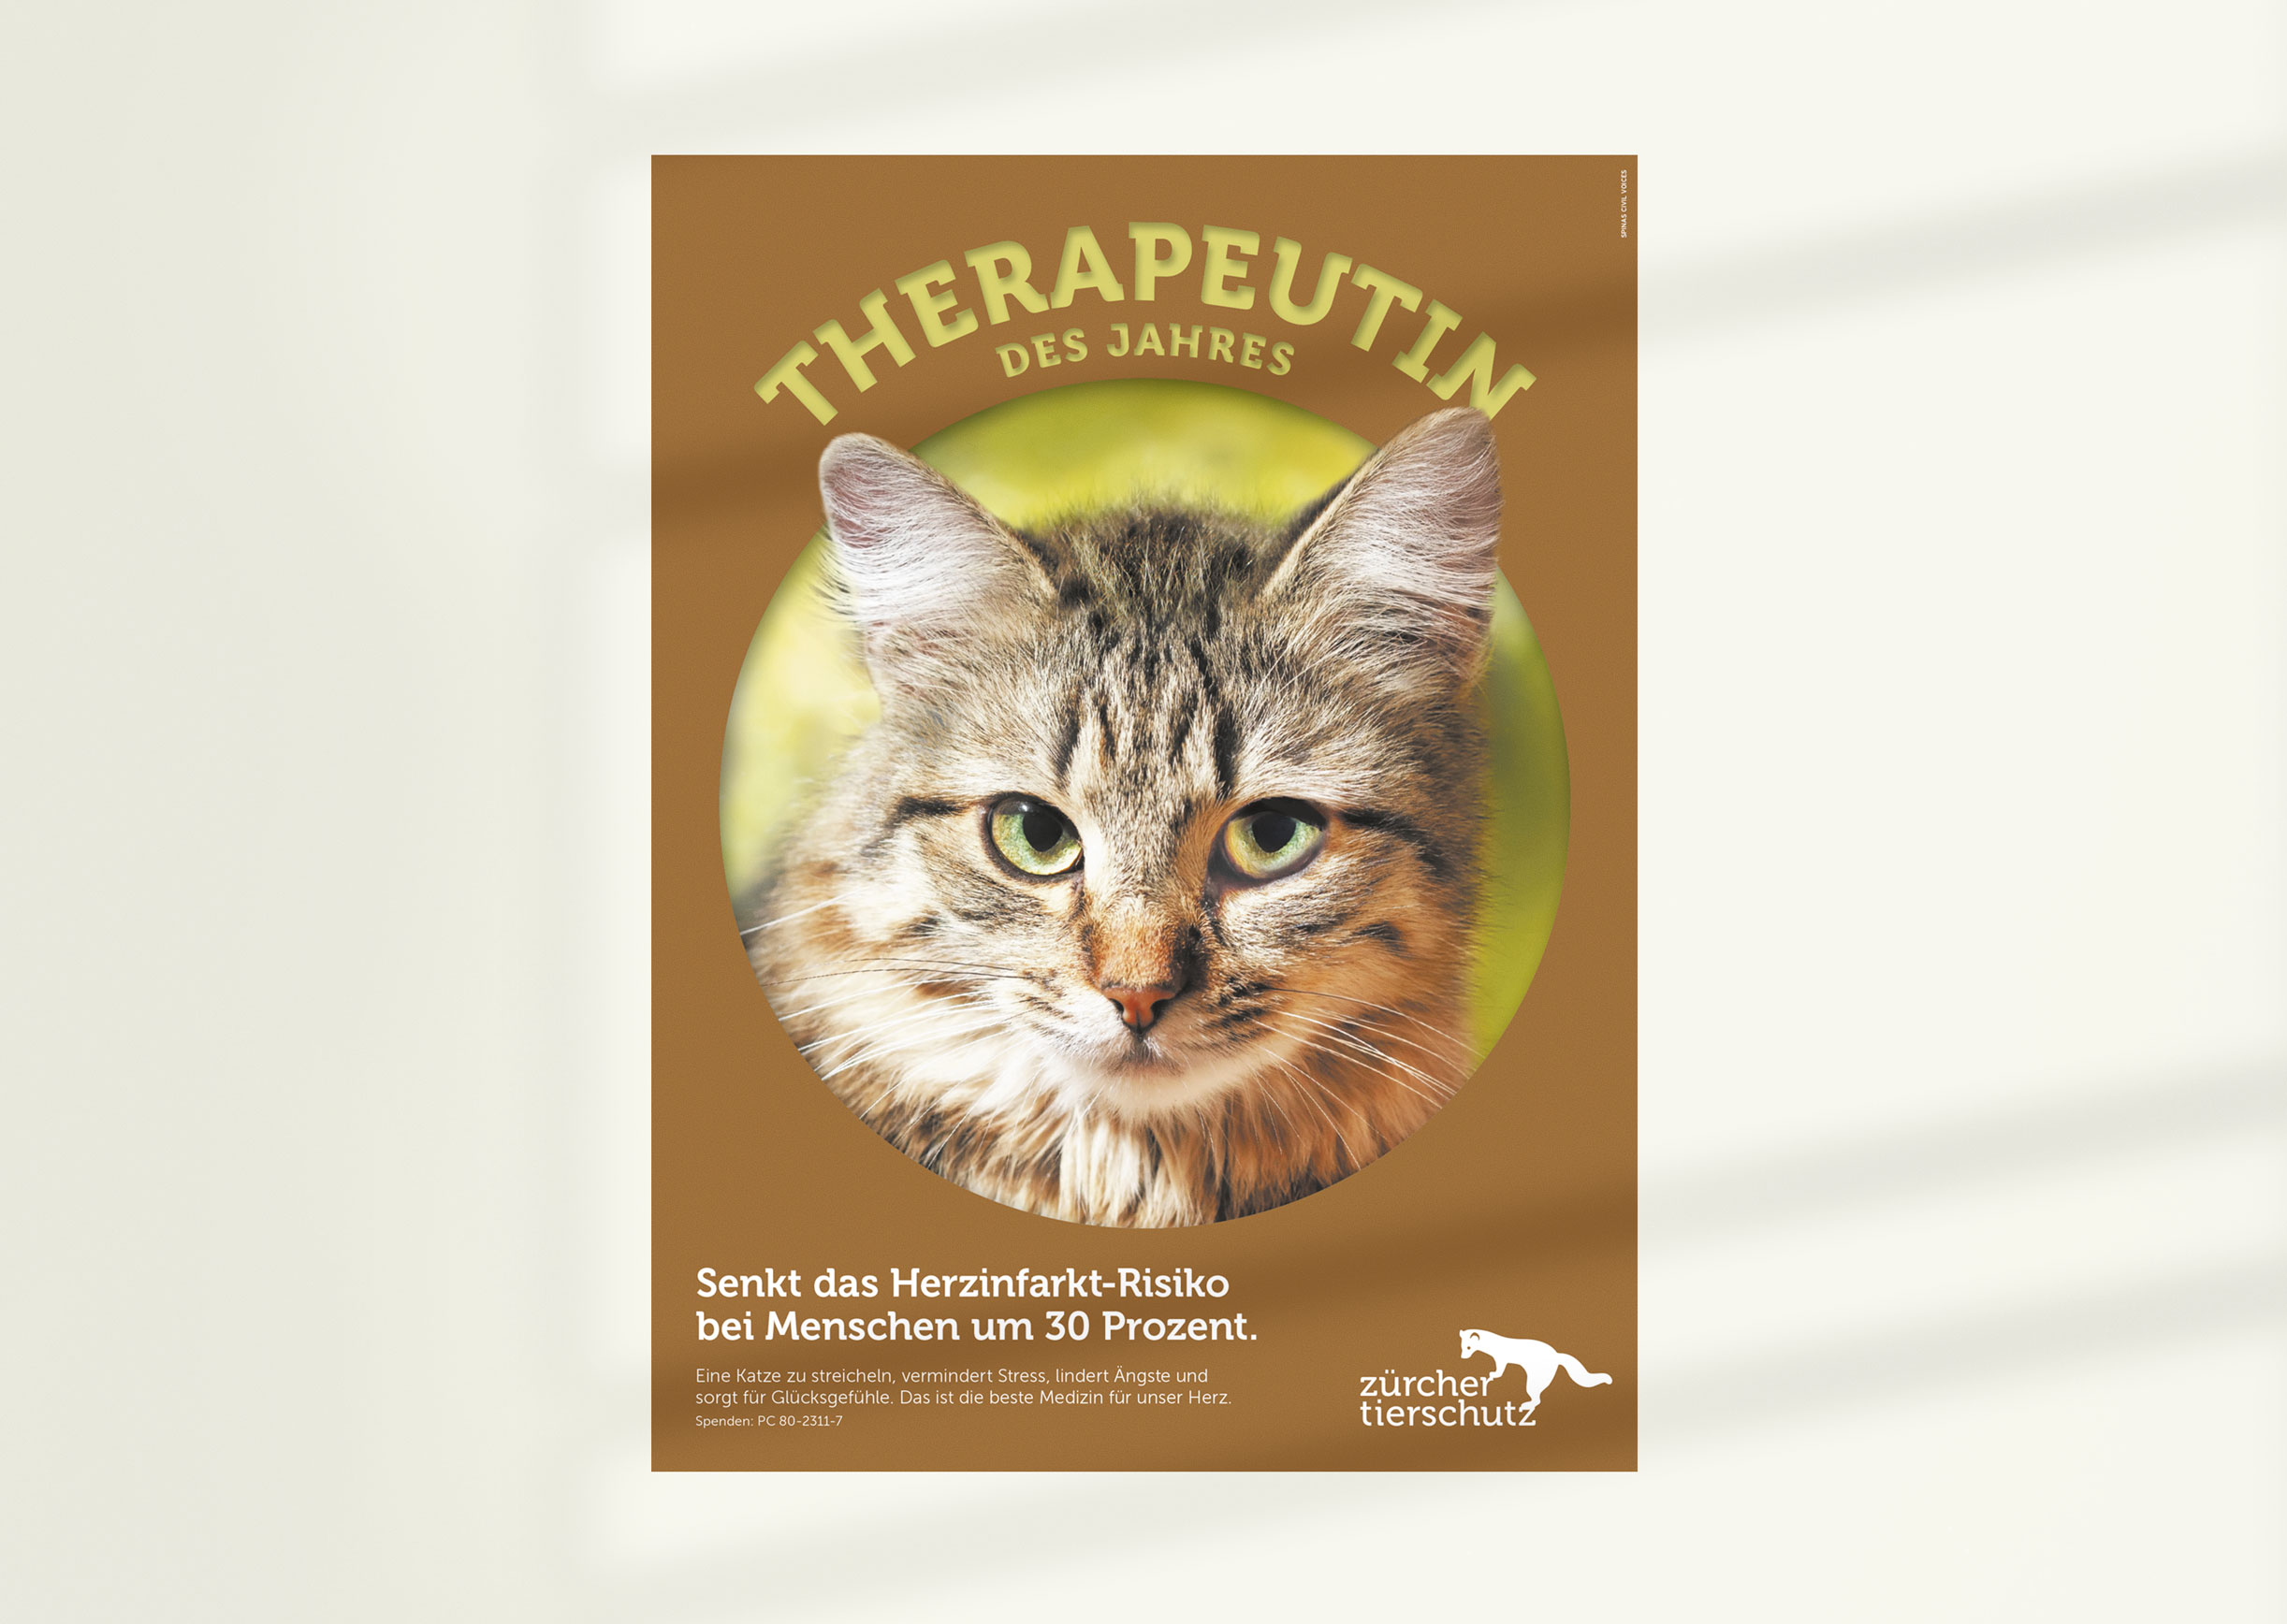 SPINAS CIVIL VOICES
THERAPEUTIN
DES JAHRES
Senkt das Herzinfarkt-Risiko
bei Menschen um 30 Prozent.
Eine Katze zu streicheln, vermindert Stress, lindert Ängste und
sorgt für Glücksgefühle. Das ist die beste Medizin für unser Herz.
Spenden: PC 80-2311-7
zürcher
tierschutz